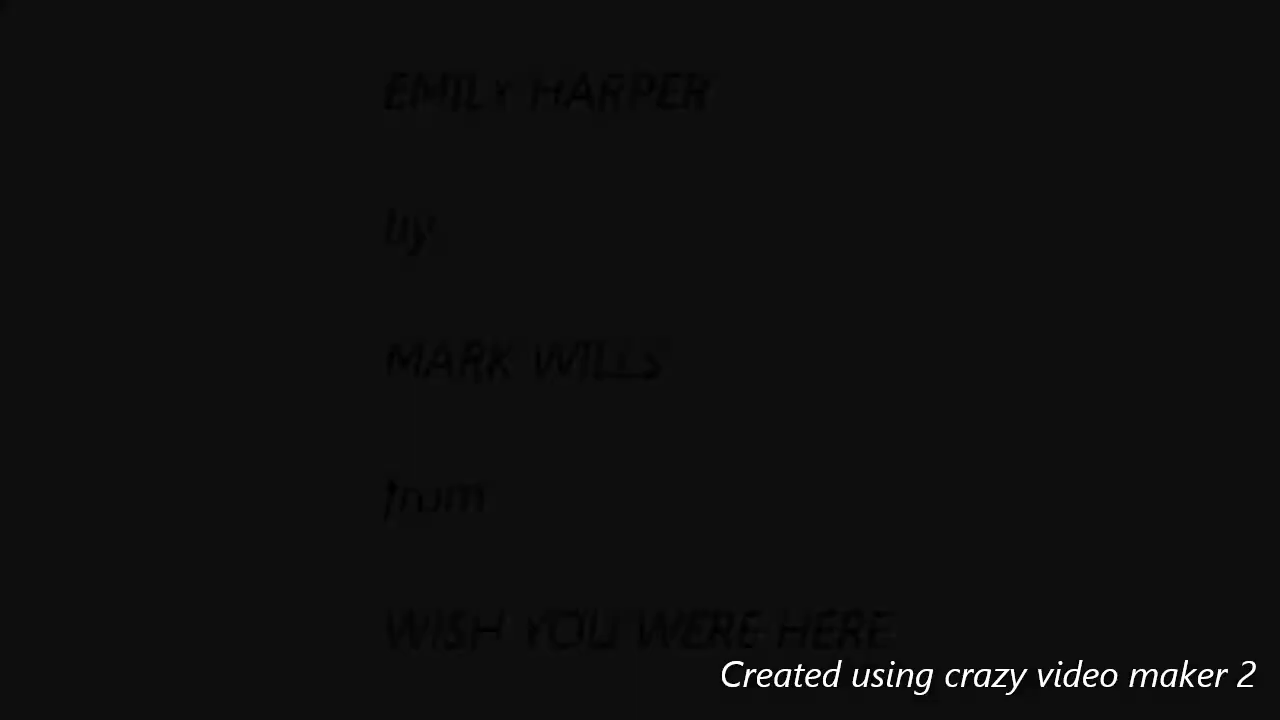 EMILY HARPER
by
MARK WILLS
from
WISH YOU WERE HERE
Created using crazy video maker 2